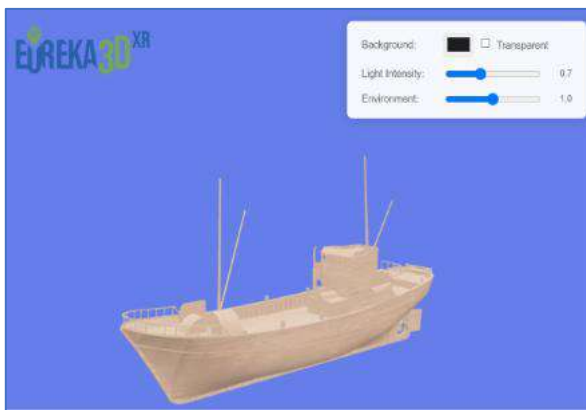 EUREKA3D XR
Background: Transparent
Light Intensity: 0.7
Environment: 1.0